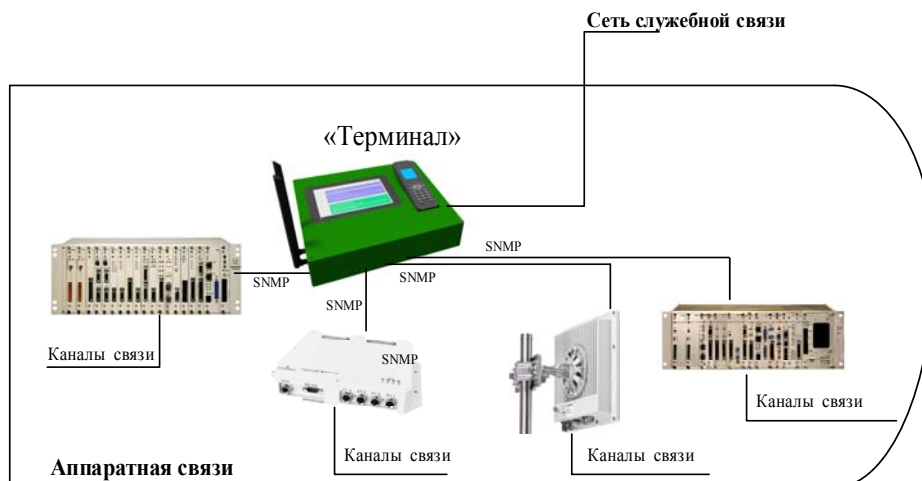 Сеть служебной связи
«Терминал»
SNMP
SNMP
SNMP
SNMP
SNMP
Каналы связи
Каналы связи
Каналы связи
Каналы связи
Аппаратная связи